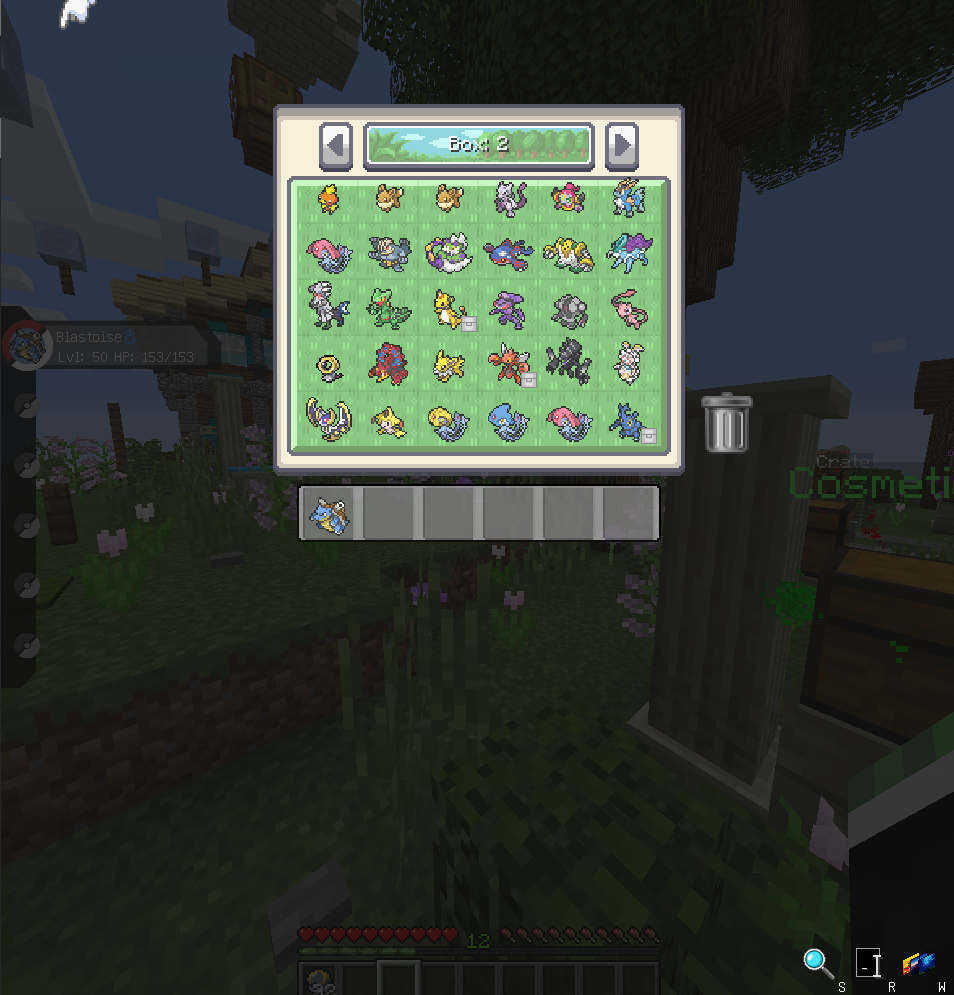 Box: 2
Blastoise♂
Lvl: 50 HP: 153/153
Crate
Cosmeti
12
S
R
W